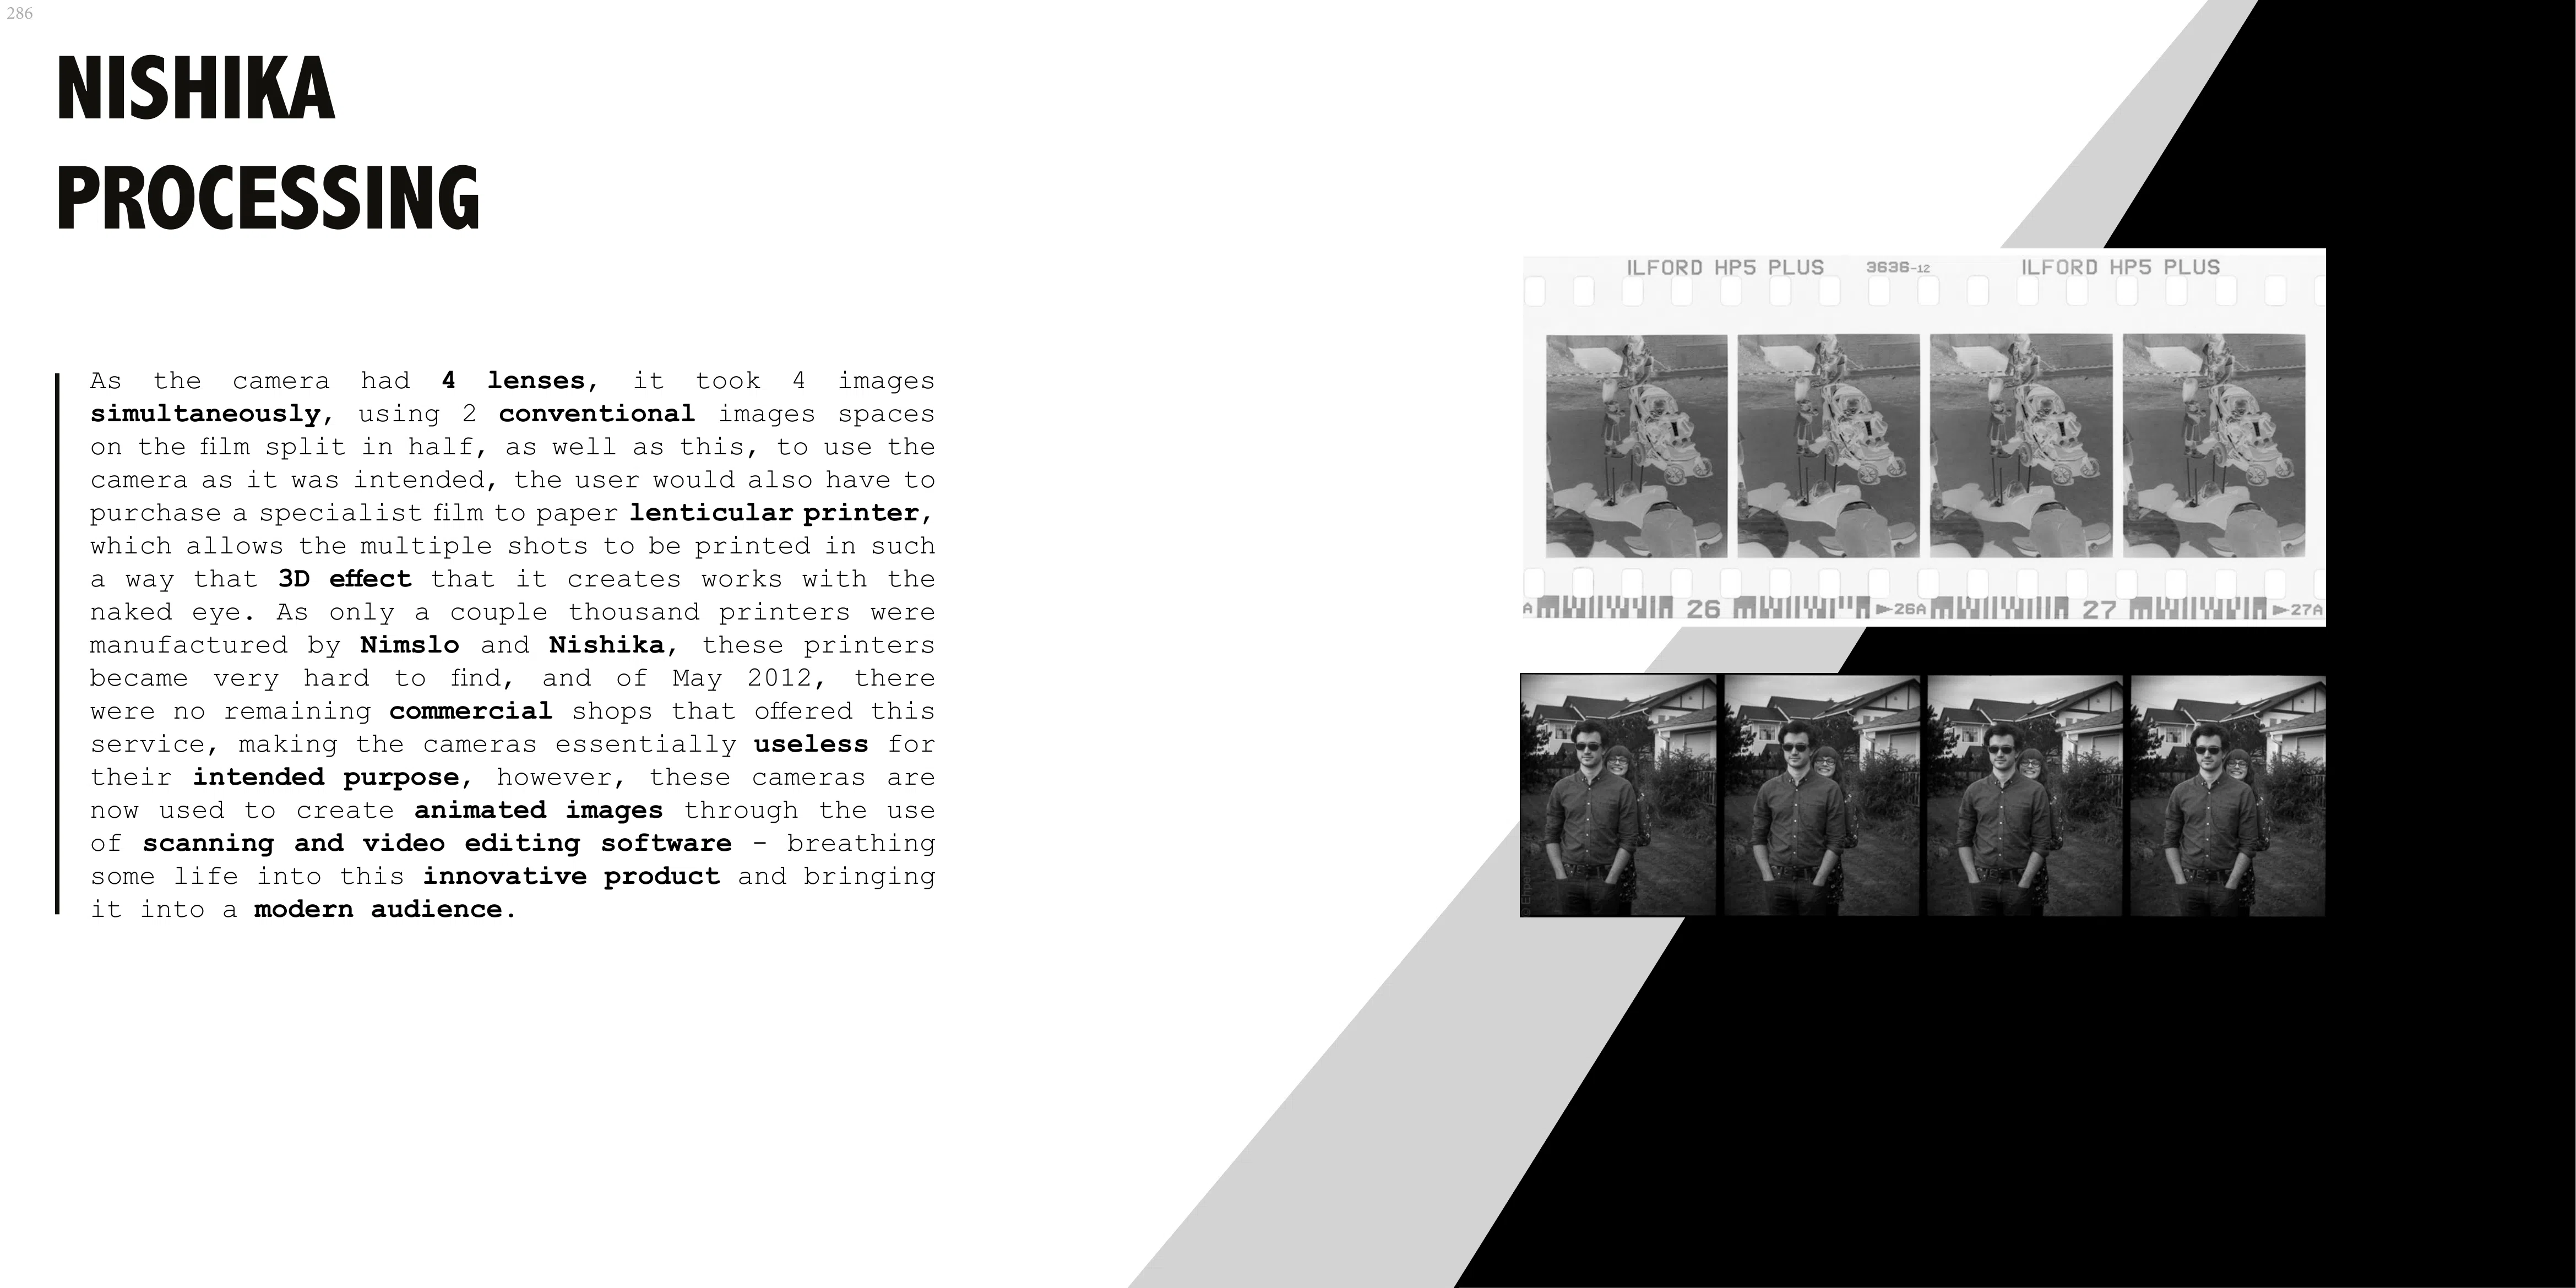 286
NISHIKA
PROCESSING
As the camera had 4 lenses, it took 4 images
simultaneously, using 2 conventional images spaces
on the film split in half, as well as this, to use the
camera as it was intended, the user would also have to
purchase a specialist film to paper lenticular printer,
which allows the multiple shots to be printed in such
a way that 3D effect that it creates works with the
naked eye. As only a couple thousand printers were
manufactured by Nimslo and Nishika, these printers
became very hard to find, and of May 2012, there
were no remaining commercial shops that offered this
service, making the cameras essentially useless for
their intended purpose, however, these cameras are
now used to create animated images through the use
of scanning and video editing software - breathing
some life into this innovative product and bringing
it into a modern audience.
ILFORD HP5 PLUS 3636-12 ILFORD HP5 PLUS
A 26 26A 27 27A